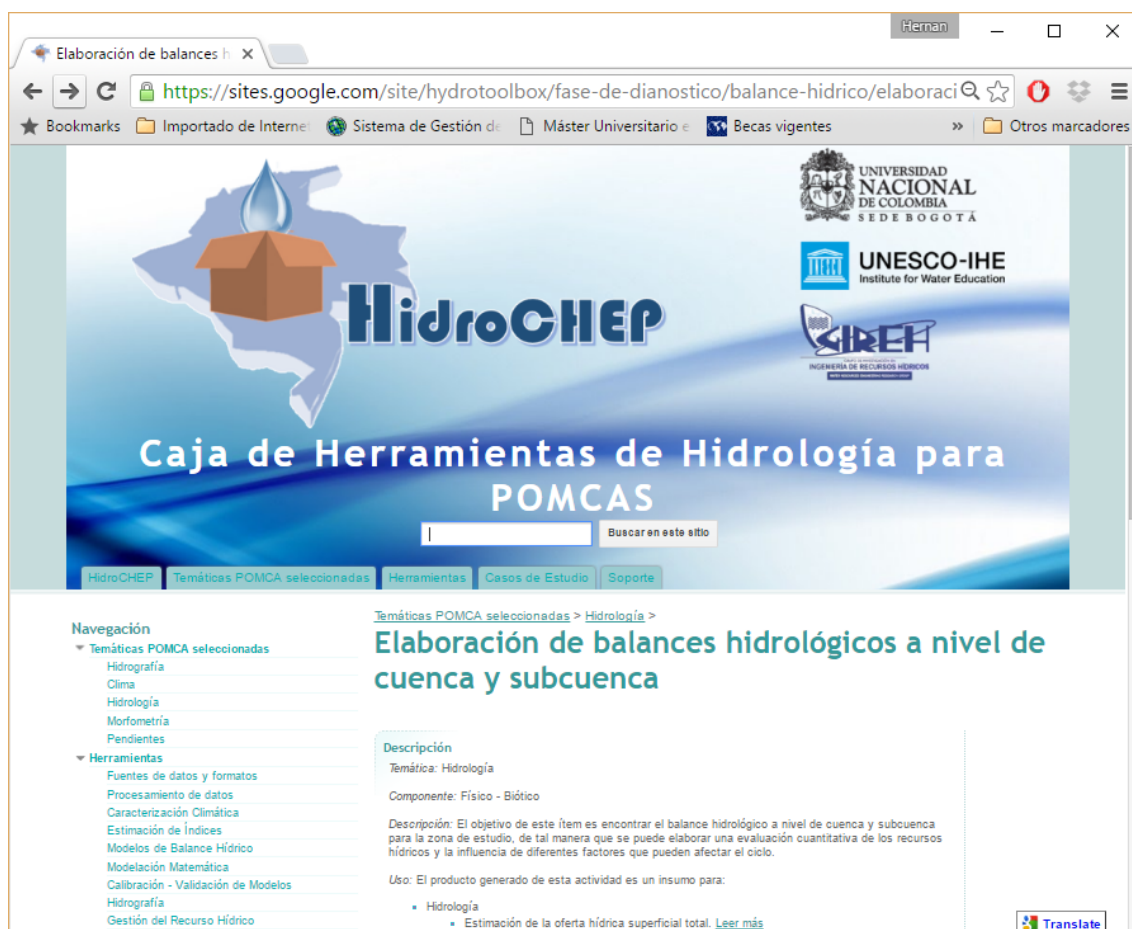 Hernan
Elaboración de balances h
https://sites.google.com/site/hydrotoolbox/fase-de-dianostico/balance-hidrico/elaboraci
Bookmarks Importado de Internet Sistema de Gestión de Máster Universitario e Becas vigentes » Otros marcadores
UNIVERSIDAD
NACIONAL
DE COLOMBIA
SEDE BOGOTÁ
UNESCO-IHE
Institute for Water Education
HidroCHEP
GIREH
INGENIERÍA DE RECURSOS HÍDRICOS
Caja de Herramientas de Hidrología para
POMCAS
Buscar en este sitio
HidroCHEP Temáticas POMCA seleccionadas Herramientas Casos de Estudio Soporte
Navegación
Temáticas POMCA seleccionadas
Hidrografía
Clima
Hidrología
Morfometría
Pendientes
Herramientas
Fuentes de datos y formatos
Procesamiento de datos
Caracterización Climática
Estimación de Índices
Modelos de Balance Hídrico
Modelación Matemática
Calibración - Validación de Modelos
Hidrografía
Gestión del Recurso Hídrico
Temáticas POMCA seleccionadas > Hidrología >
Elaboración de balances hidrológicos a nivel de
cuenca y subcuenca
Descripción
Temática: Hidrología
Componente: Físico - Biótico
Descripción: El objetivo de este ítem es encontrar el balance hidrológico a nivel de cuenca y subcuenca
para la zona de estudio, de tal manera que se puede elaborar una evaluación cuantitativa de los recursos
hídricos y la influencia de diferentes factores que pueden afectar el ciclo.
Uso: El producto generado de esta actividad es un insumo para:
Hidrología
Estimación de la oferta hídrica superficial total. Leer más
Translate